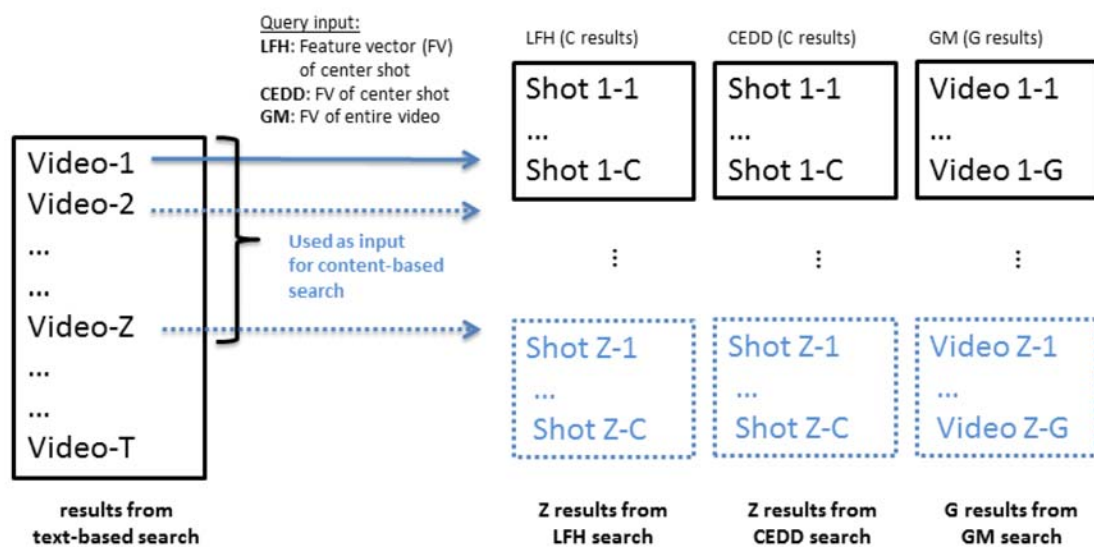 Query input:
LFH: Feature vector (FV)
of center shot
CEDD: FV of center shot
GM: FV of entire video
LFH (C results)
CEDD (C results)
GM (G results)
Video-1
Video-2
...
...
Video-Z
...
...
Video-T
Used as input
for content-based
search
Shot 1-1
...
Shot 1-C
Shot 1-1
...
Shot 1-C
Video 1-1
...
Video 1-G
⋮
⋮
⋮
Shot Z-1
...
Shot Z-C
Shot Z-1
...
Shot Z-C
Video Z-1
...
Video Z-G
results from
text-based search
Z results from
LFH search
Z results from
CEDD search
G results from
GM search